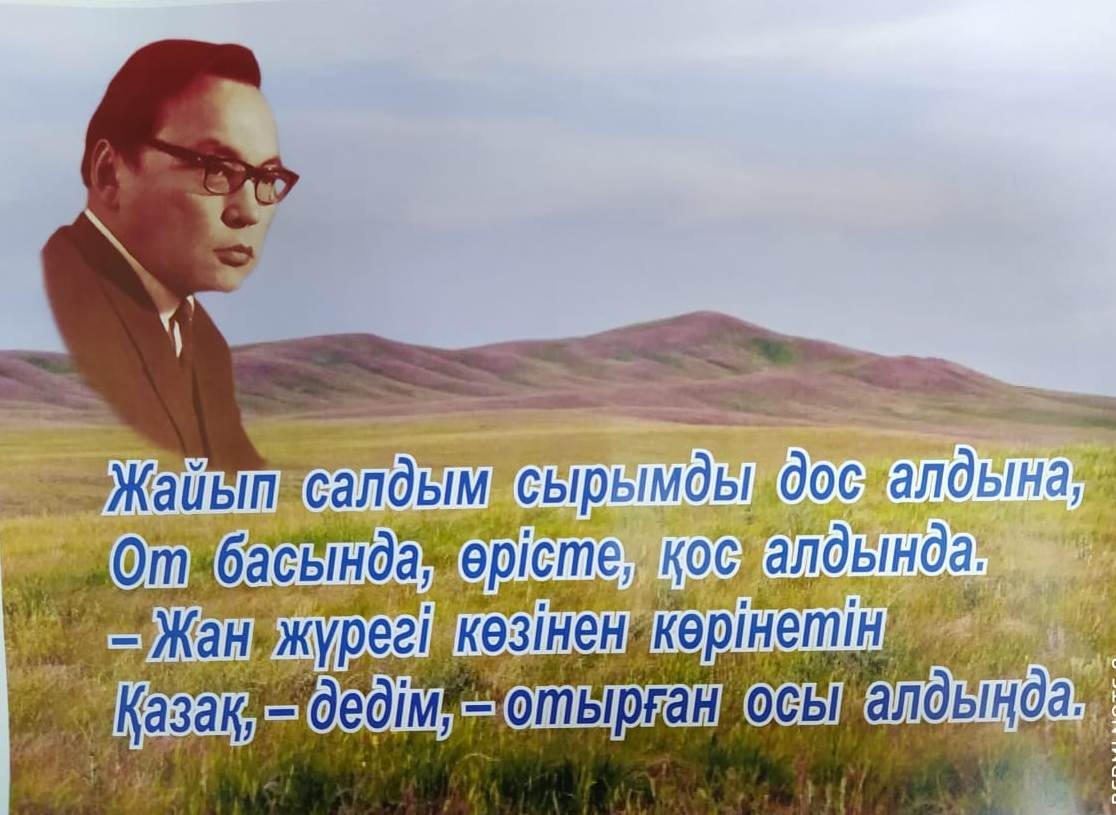 Жайып салдым сырымды дос алдына,
От басында, өрісте, қос алдында.
– Жан жүрегі көзінен көрінетін
Қазақ, – дедім, – отырған осы алдыңда.